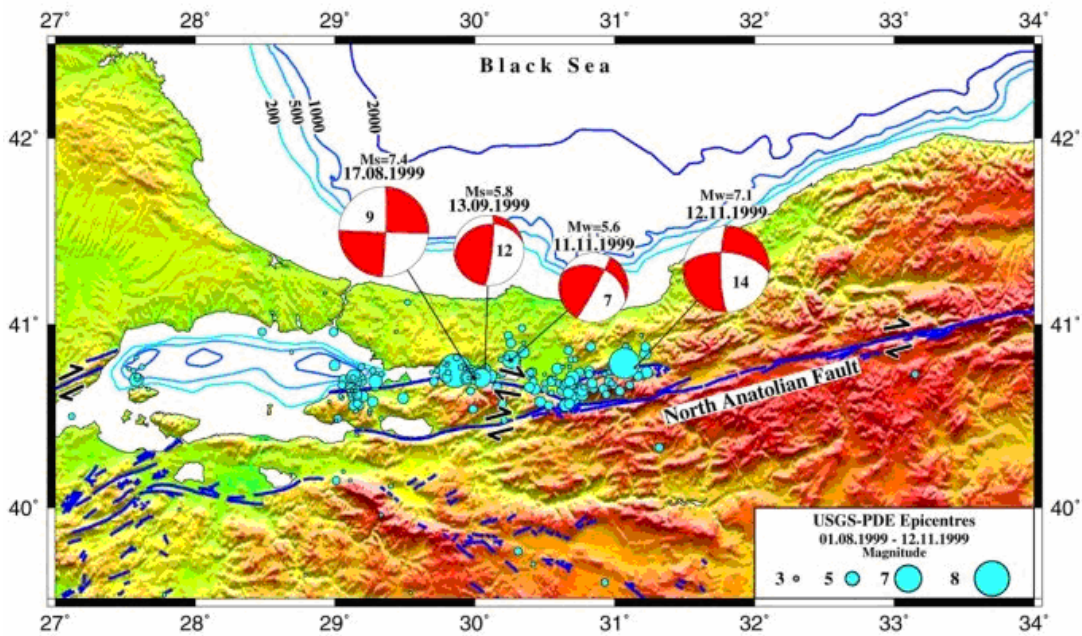 27° 28° 29° 30° 31° 32° 33° 34°
Black Sea
200
500
1000
2000
42° 42°
Ms=7.4
17.08.1999
9
Ms=5.8
13.09.1999
12
Mw=5.6
11.11.1999
7
Mw=7.1
12.11.1999
14
41° 41°
North Anatolian Fault
40° 40°
USGS-PDE Epicentres
01.08.1999 - 12.11.1999
Magnitude
3 5 7 8
27° 28° 29° 30° 31° 32° 33° 34°